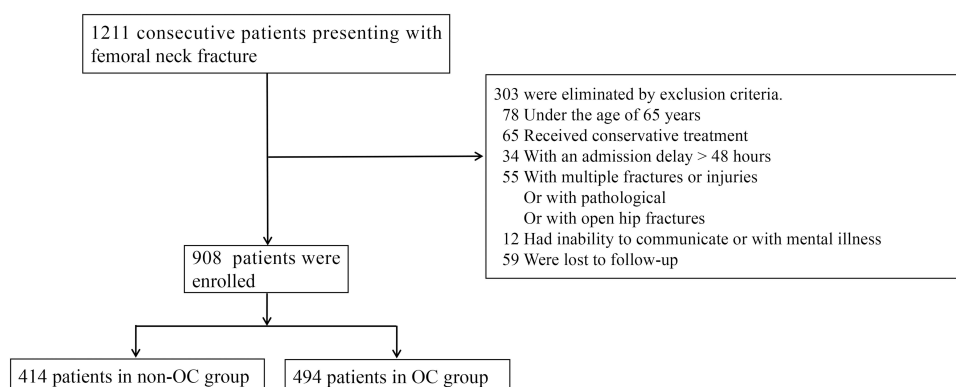 1211 consecutive patients presenting with
femoral neck fracture
303 were eliminated by exclusion criteria.
78 Under the age of 65 years
65 Received conservative treatment
34 With an admission delay > 48 hours
55 With multiple fractures or injuries
Or with pathological
Or with open hip fractures
12 Had inability to communicate or with mental illness
59 Were lost to follow-up
908 patients were
enrolled
414 patients in non-OC group
494 patients in OC group